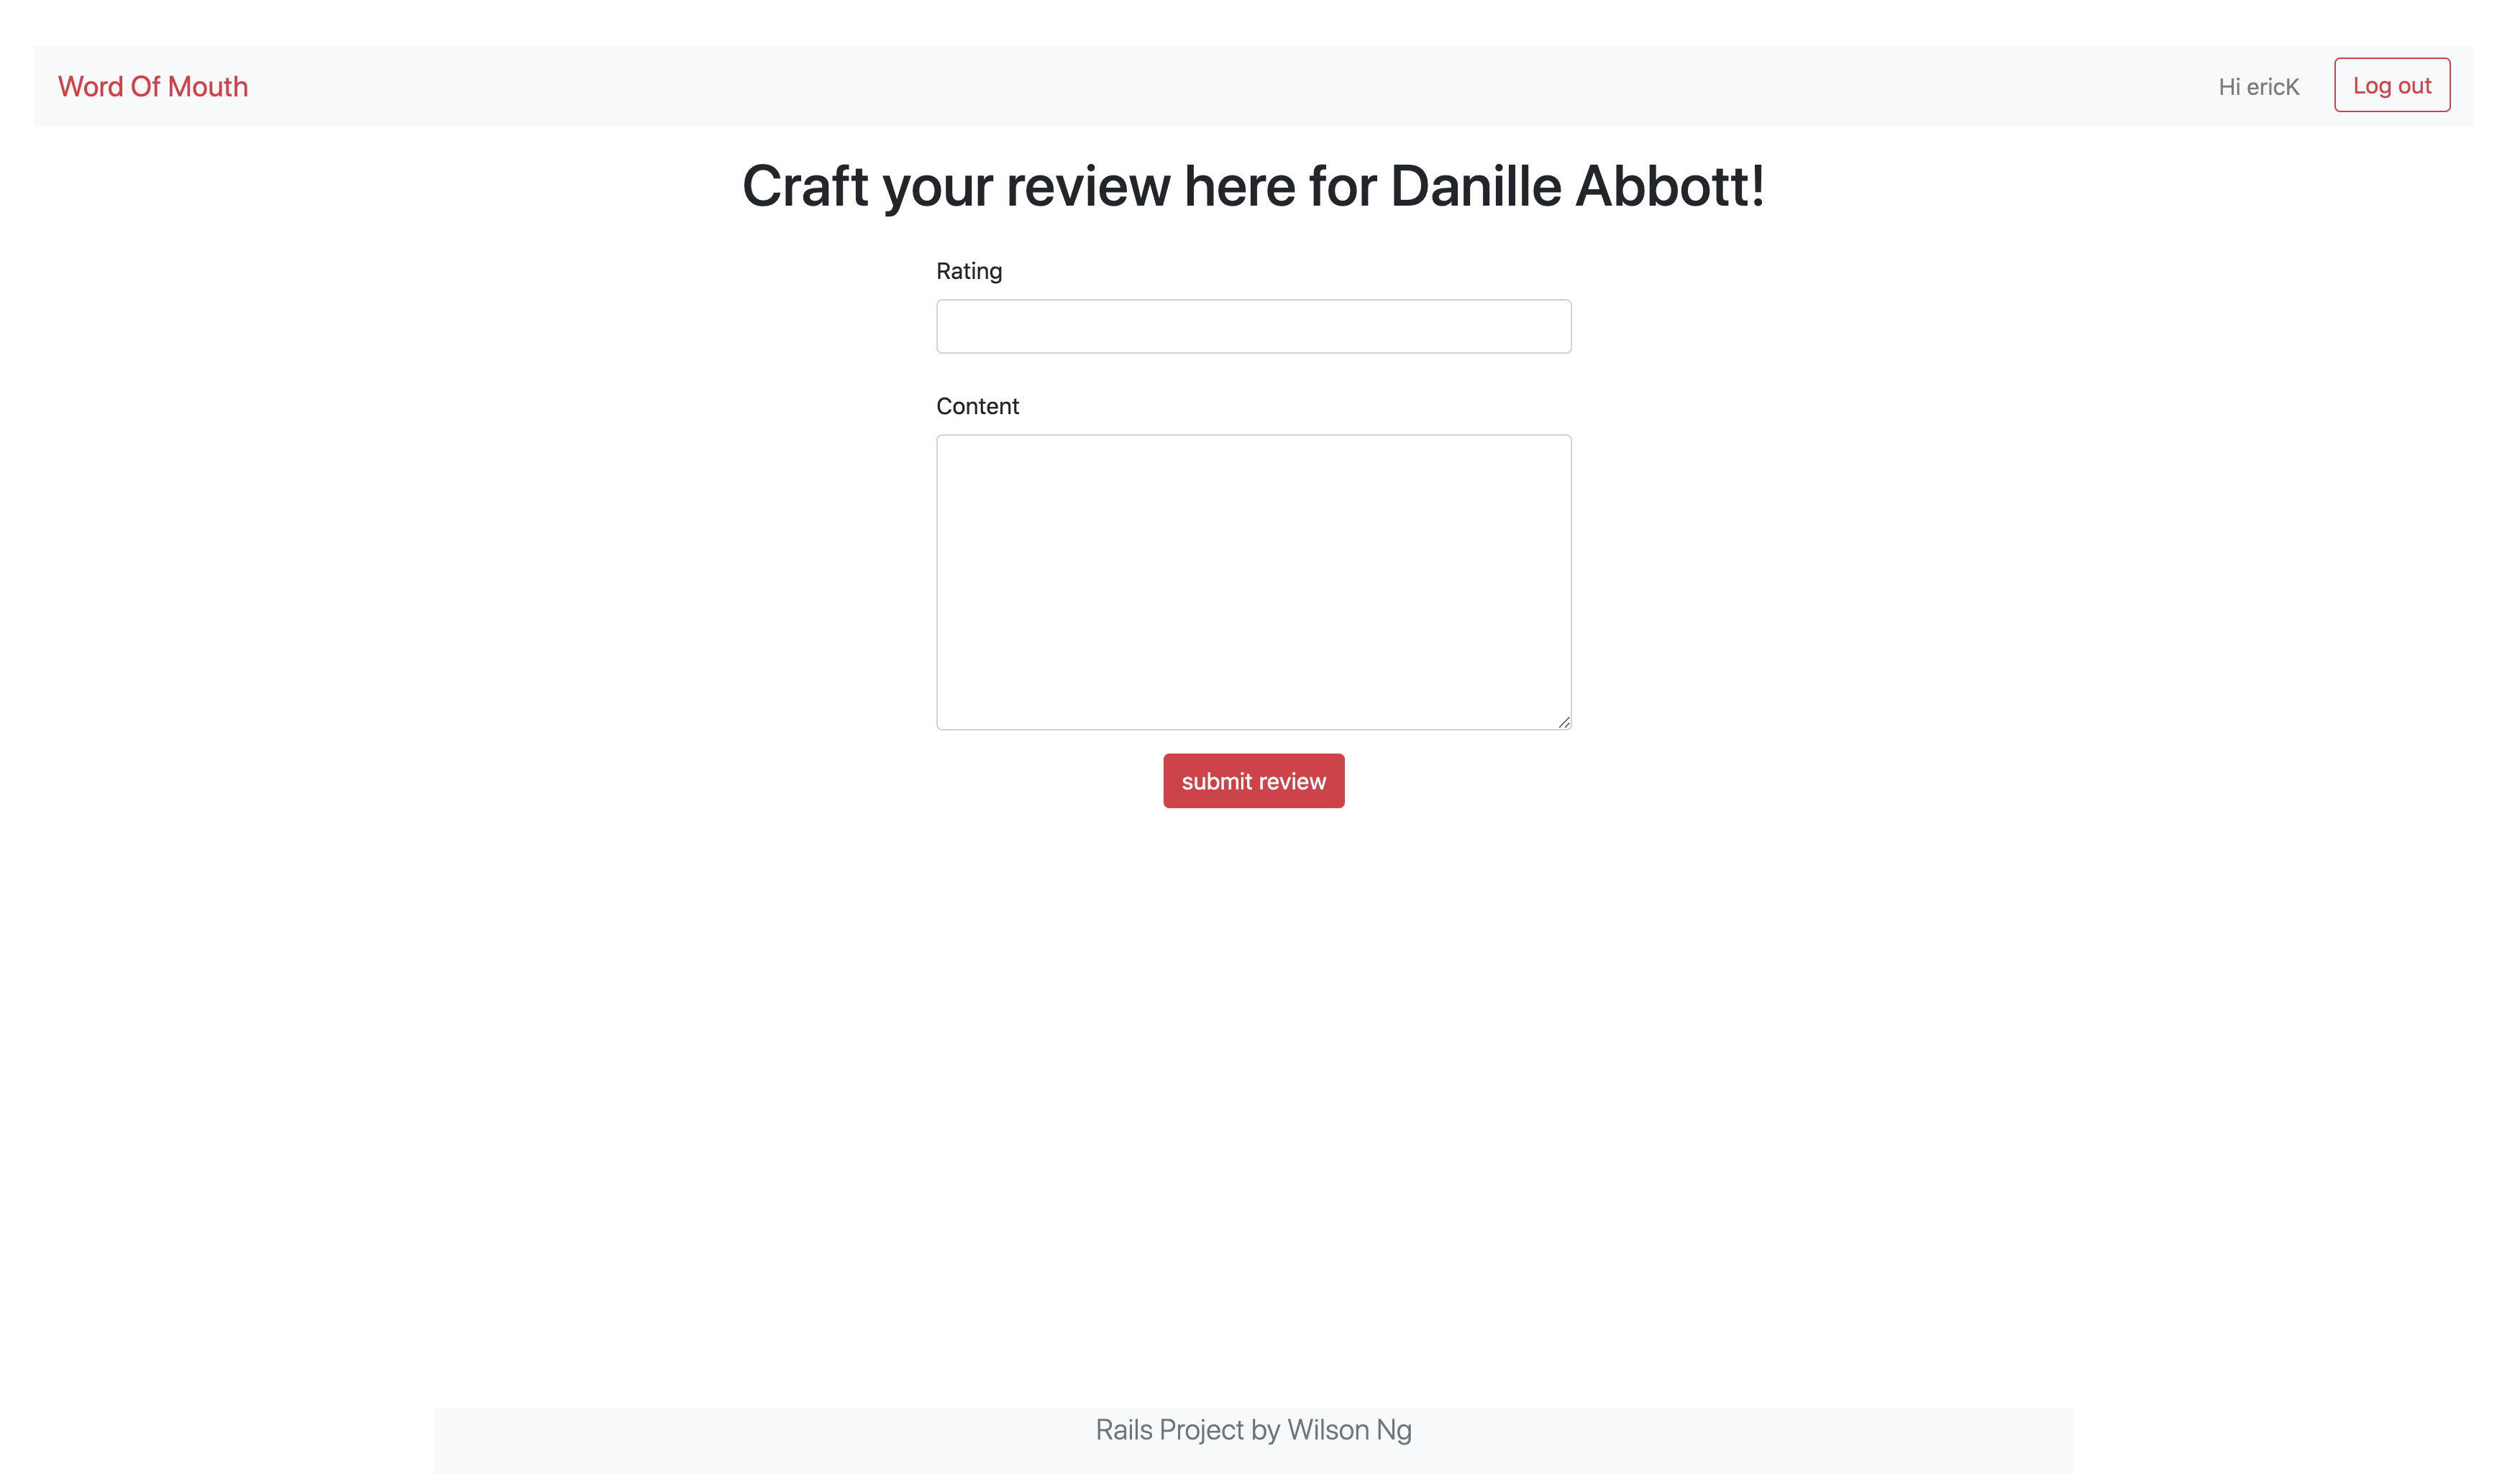 Word Of Mouth
Hi ericK
Log out
Craft your review here for Danille Abbott!
Rating
Content
submit review
Rails Project by Wilson Ng